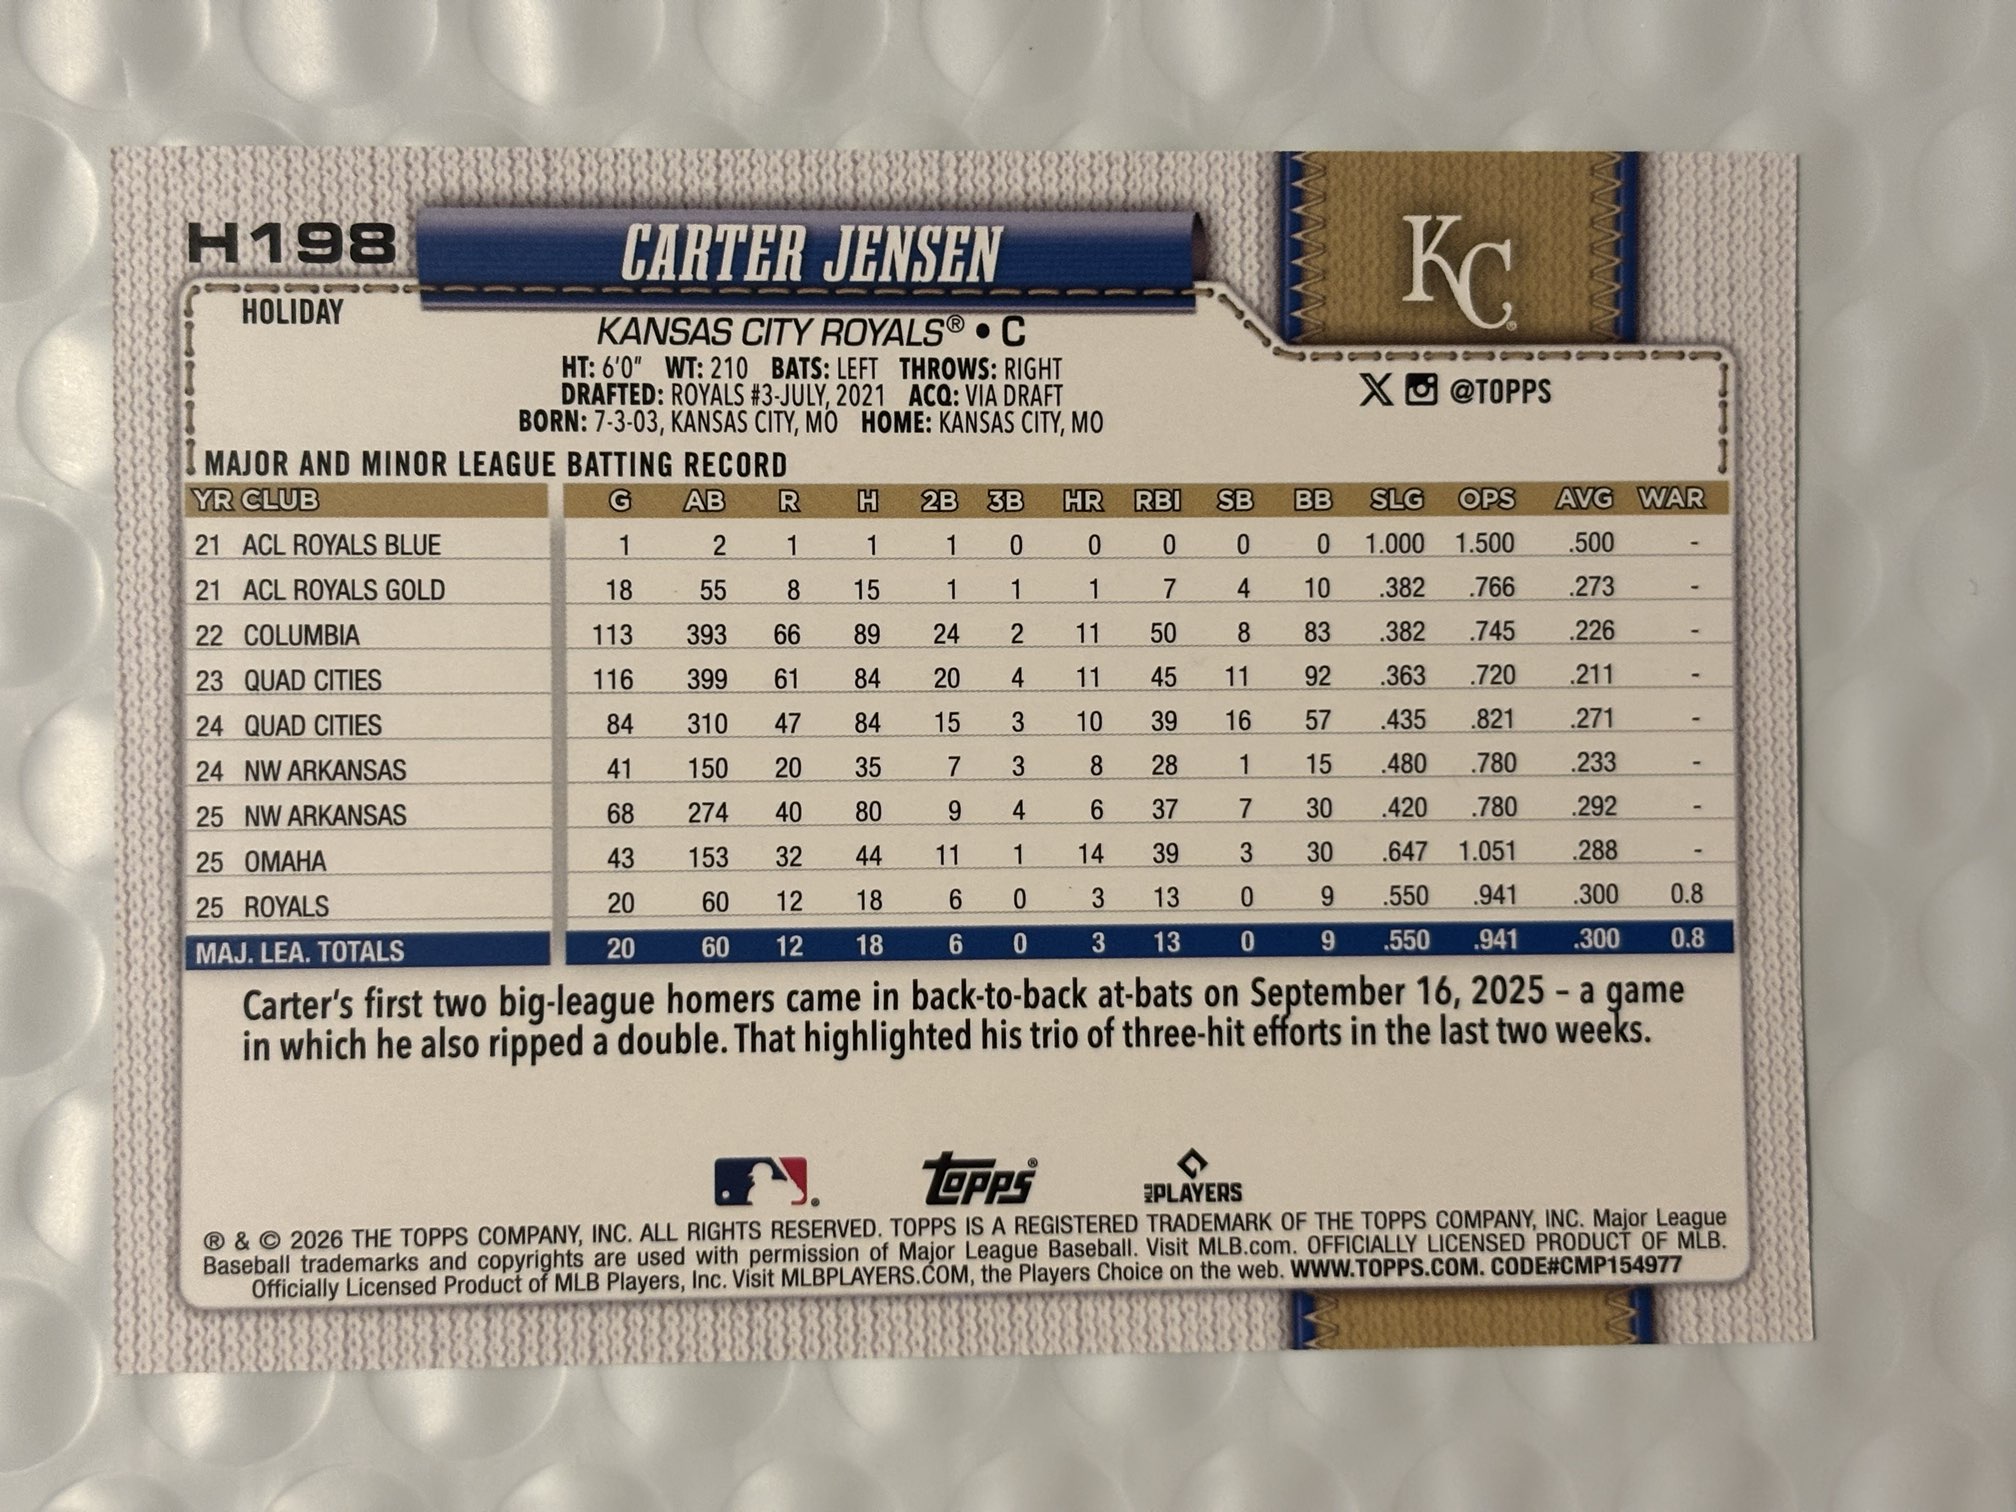 H198
CARTER JENSEN
KC
HOLIDAY
KANSAS CITY ROYALS® • C
HT: 6'0" WT: 210 BATS: LEFT THROWS: RIGHT
DRAFTED: ROYALS #3-JULY, 2021 ACQ: VIA DRAFT
BORN: 7-3-03, KANSAS CITY, MO HOME: KANSAS CITY, MO
@TOPPS
MAJOR AND MINOR LEAGUE BATTING RECORD
YR CLUB G AB R H 2B 3B HR RBI SB BB SLG OPS AVG WAR
21 ACL ROYALS BLUE 1 2 1 1 1 0 0 0 0 0 1.000 1.500 .500 -
21 ACL ROYALS GOLD 18 55 8 15 1 1 1 7 4 10 .382 .766 .273 -
22 COLUMBIA 113 393 66 89 24 2 11 50 8 83 .382 .745 .226 -
23 QUAD CITIES 116 399 61 84 20 4 11 45 11 92 .363 .720 .211 -
24 QUAD CITIES 84 310 47 84 15 3 10 39 16 57 .435 .821 .271 -
24 NW ARKANSAS 41 150 20 35 7 3 8 28 1 15 .480 .780 .233 -
25 NW ARKANSAS 68 274 40 80 9 4 6 37 7 30 .420 .780 .292 -
25 OMAHA 43 153 32 44 11 1 14 39 3 30 .647 1.051 .288 -
25 ROYALS 20 60 12 18 6 0 3 13 0 9 .550 .941 .300 0.8
MAJ. LEA. TOTALS 20 60 12 18 6 0 3 13 0 9 .550 .941 .300 0.8
Carter's first two big-league homers came in back-to-back at-bats on September 16, 2025 – a game
in which he also ripped a double. That highlighted his trio of three-hit efforts in the last two weeks.
Topps® MLB PLAYERS
® & © 2026 THE TOPPS COMPANY, INC. ALL RIGHTS RESERVED. TOPPS IS A REGISTERED TRADEMARK OF THE TOPPS COMPANY, INC. Major League
Baseball trademarks and copyrights are used with permission of Major League Baseball. Visit MLB.com. OFFICIALLY LICENSED PRODUCT OF MLB.
Officially Licensed Product of MLB Players, Inc. Visit MLBPLAYERS.COM, the Players Choice on the web. WWW.TOPPS.COM. CODE#CMP154977